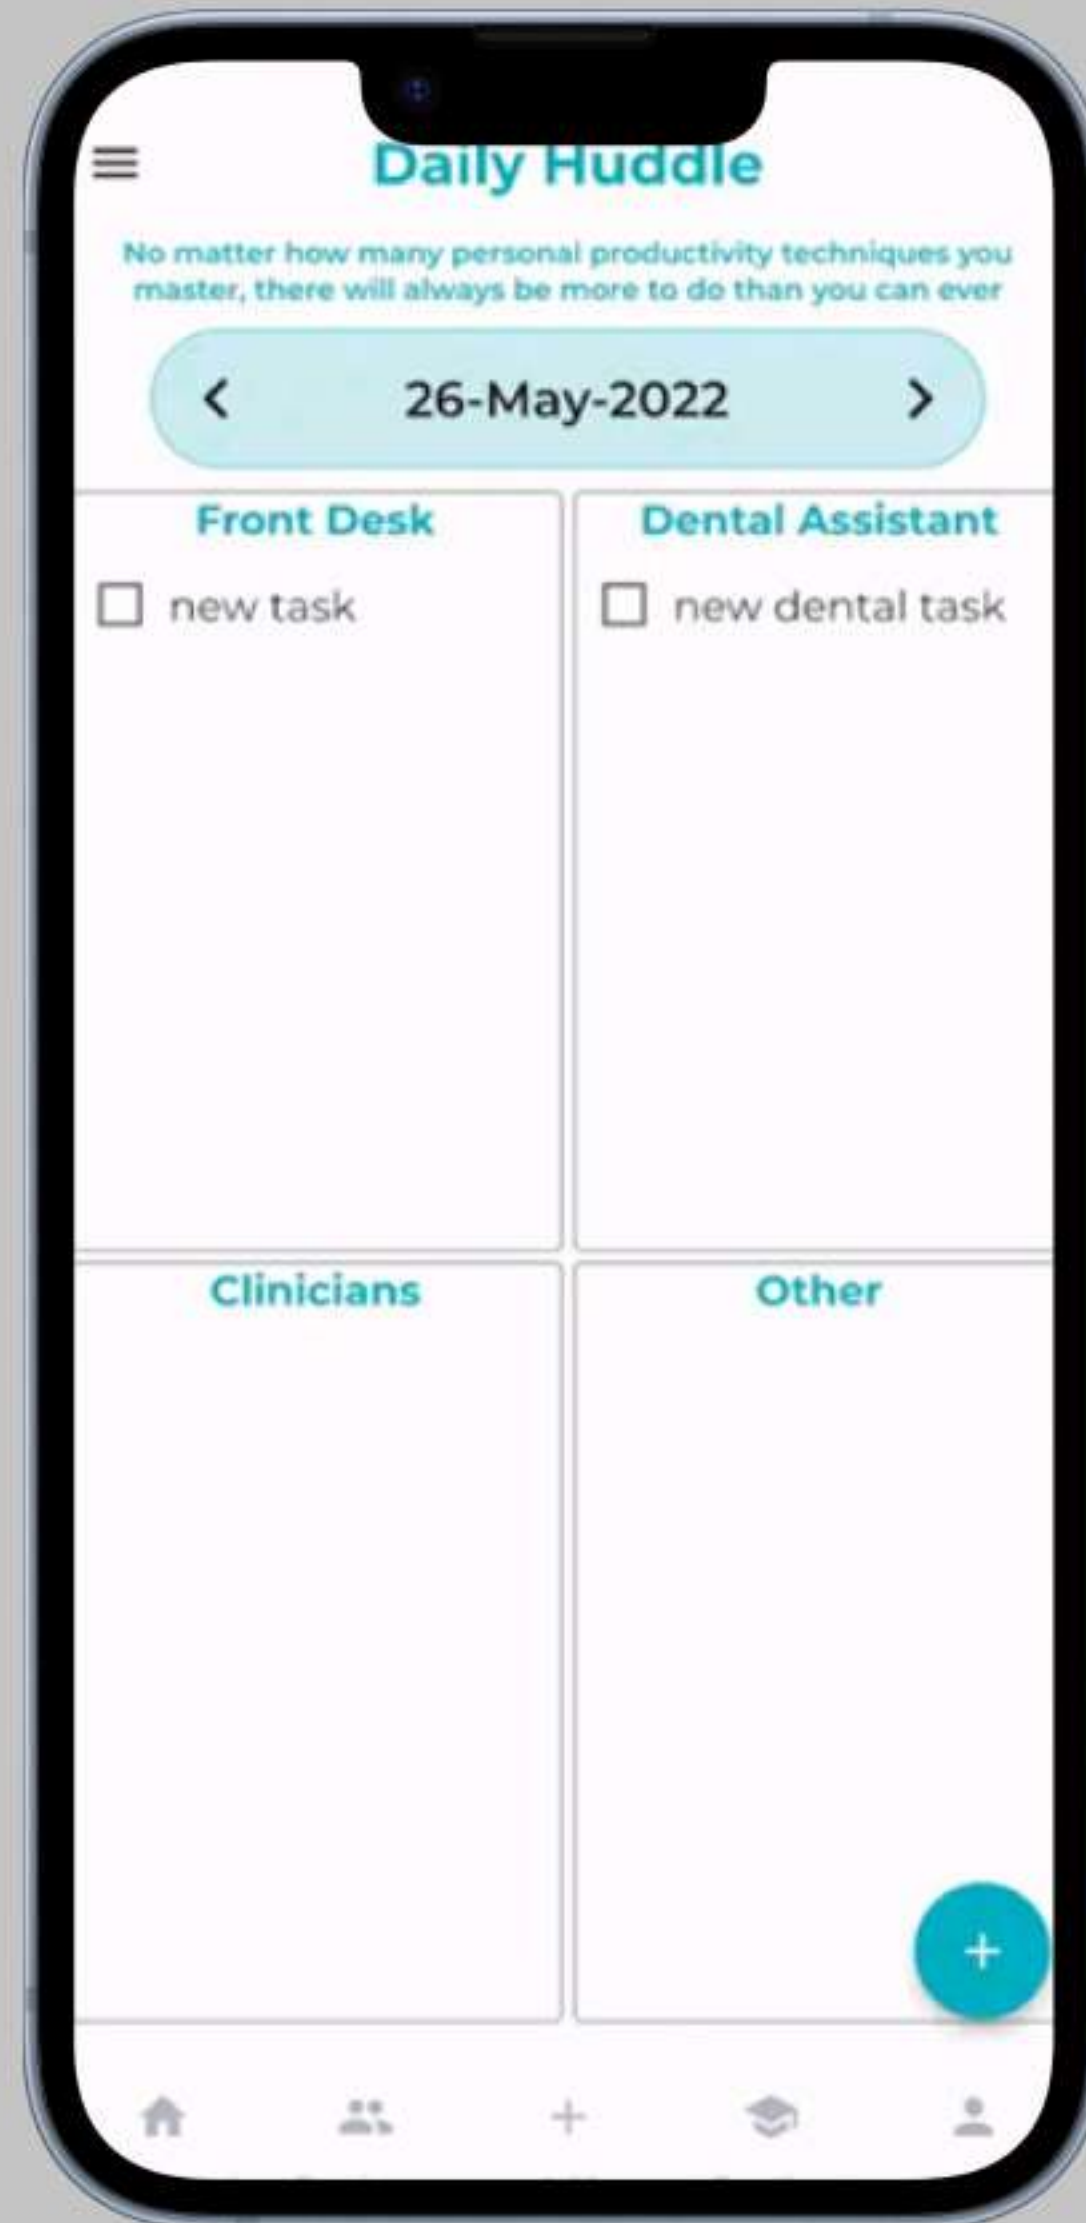 Daily Huddle
No matter how many personal productivity techniques you
master, there will always be more to do than you can ever
26-May-2022
Front Desk
Dental Assistant
new task
new dental task
Clinicians
Other